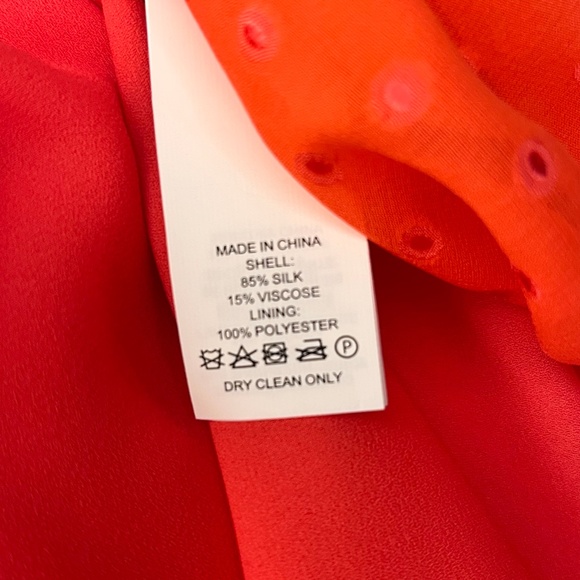 MADE IN CHINA
SHELL:
85% SILK
15% VISCOSE
LINING:
100% POLYESTER
P
DRY CLEAN ONLY